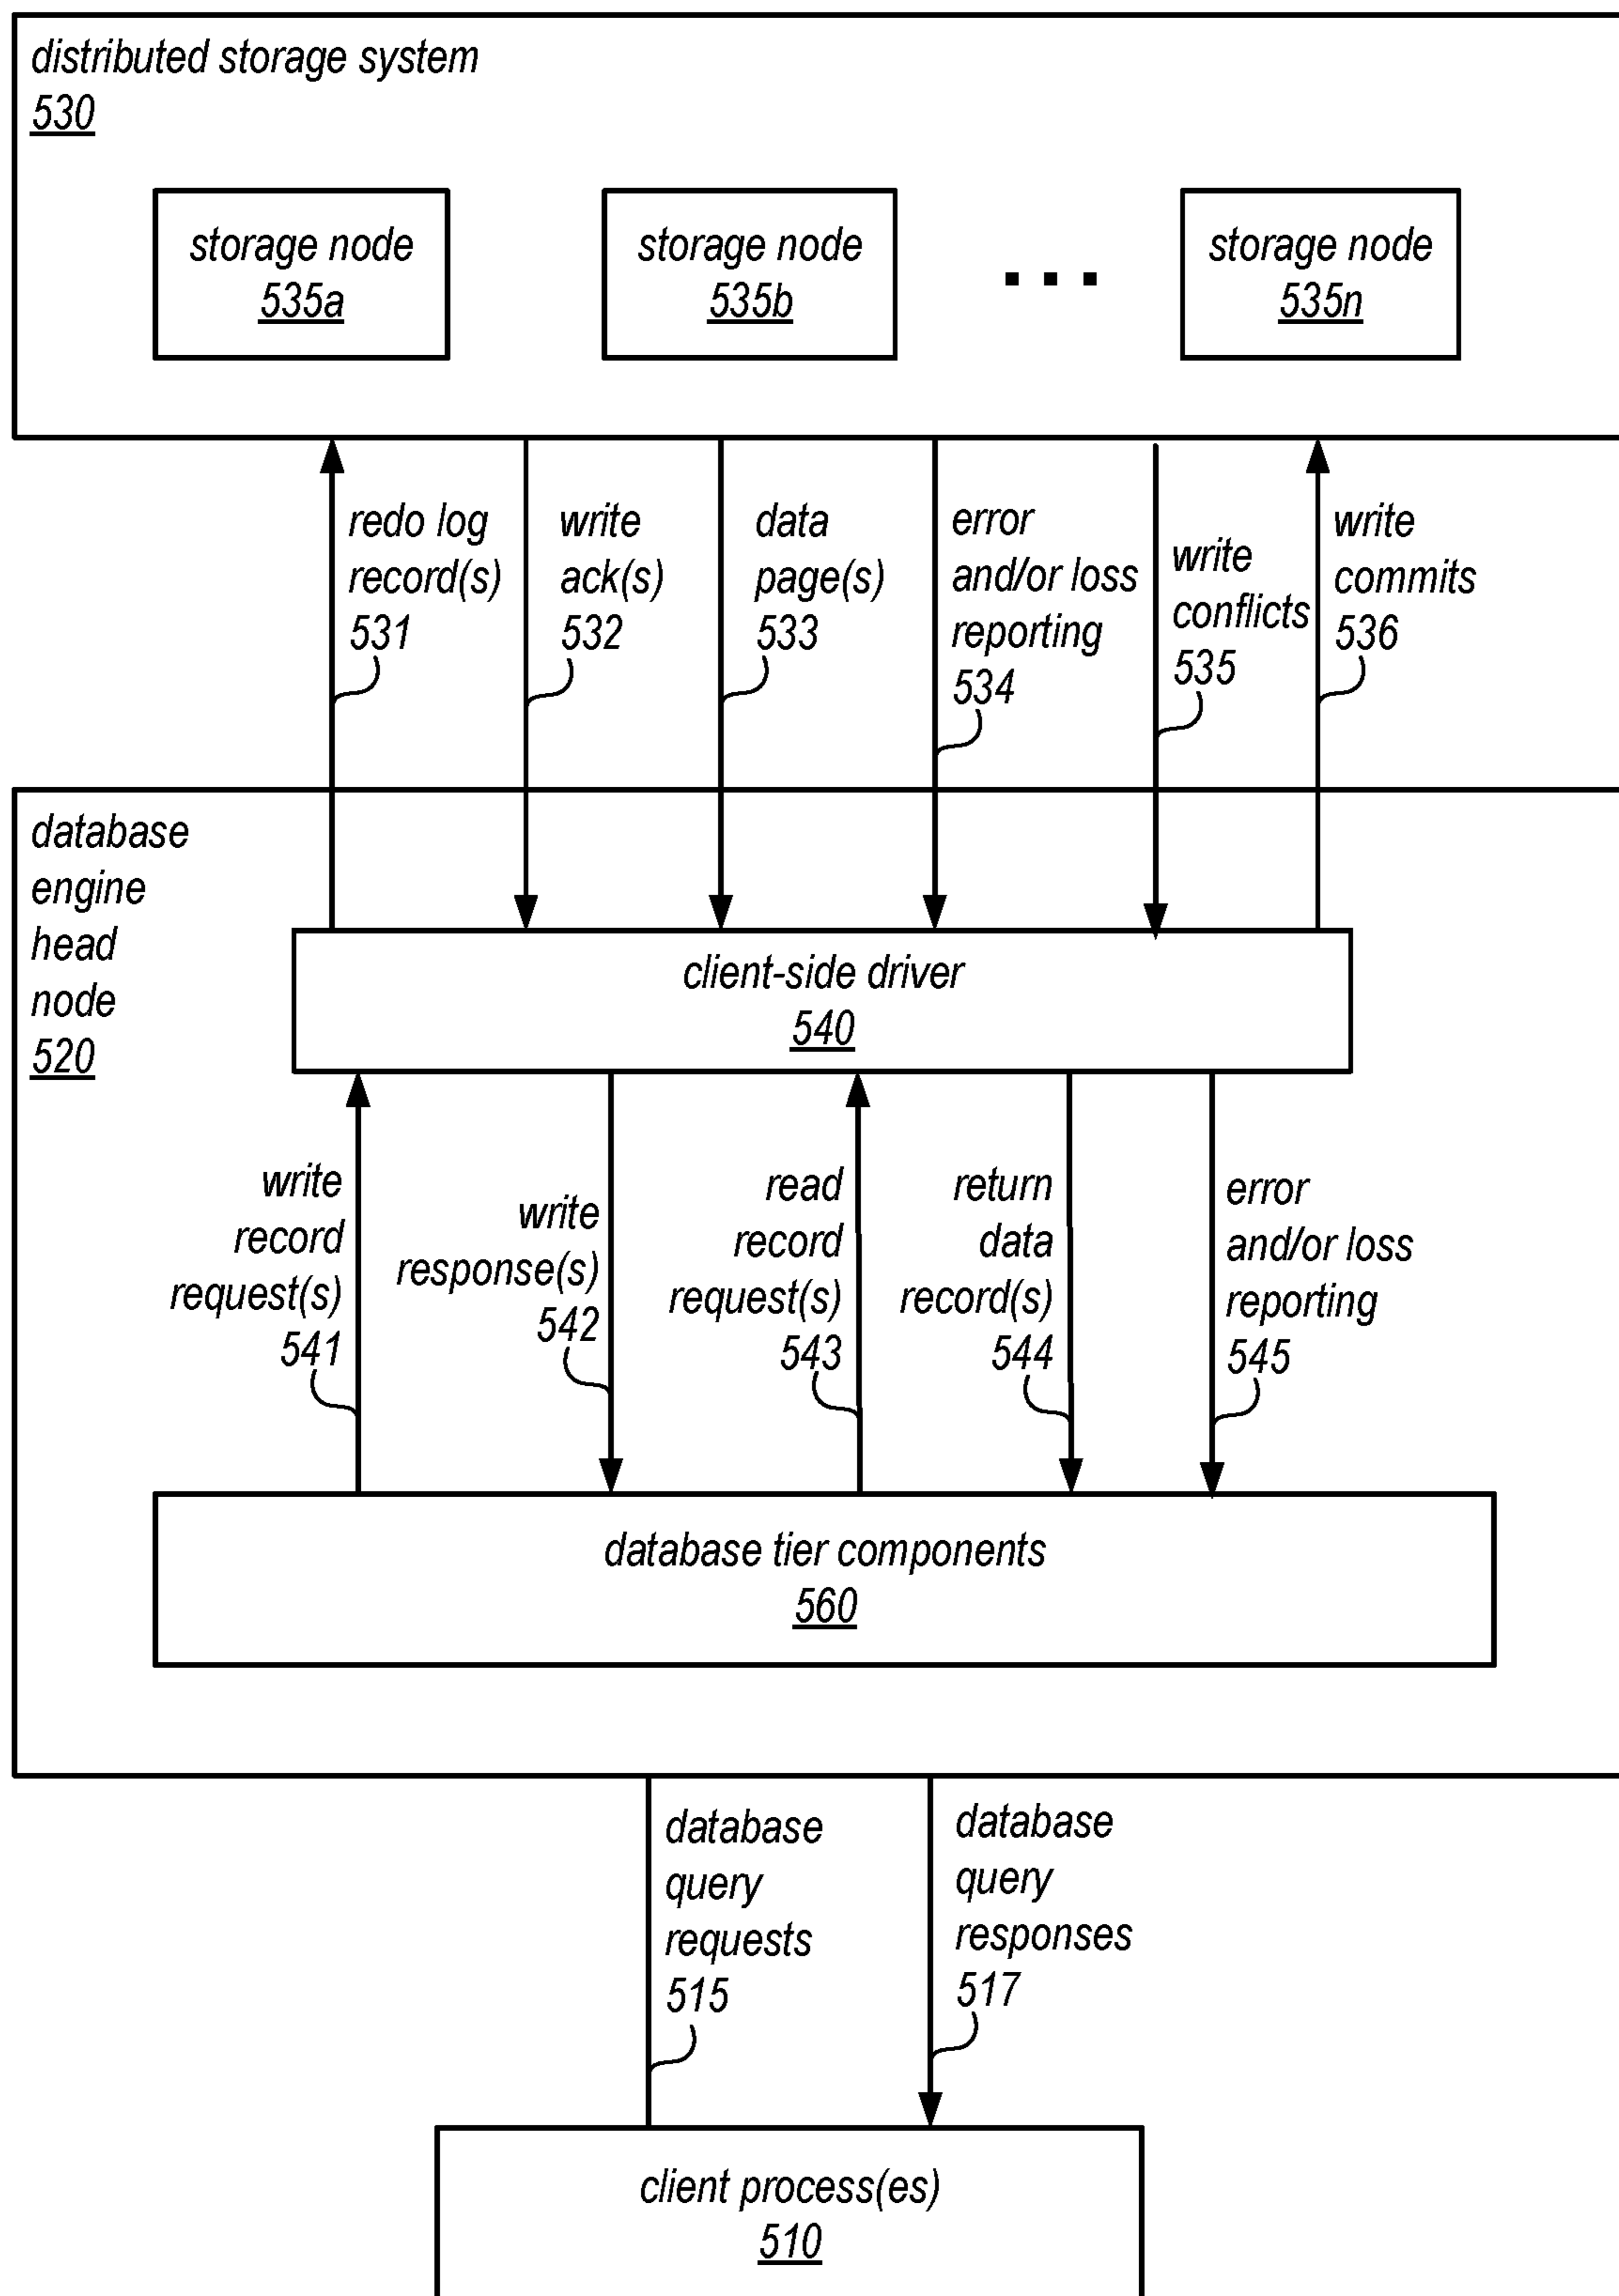 distributed storage system
530
storage node
535a
storage node
535b
storage node
535n
redo log
record(s)
531
write
ack(s)
532
data
page(s)
533
error
and/or loss
reporting
534
write
conflicts
535
write
commits
536
database
engine
head
node
520
client-side driver
540
write
record
request(s)
541
write
response(s)
542
read
record
request(s)
543
return
data
record(s)
544
error
and/or loss
reporting
545
database tier components
560
database
query
requests
515
database
query
responses
517
client process(es)
510